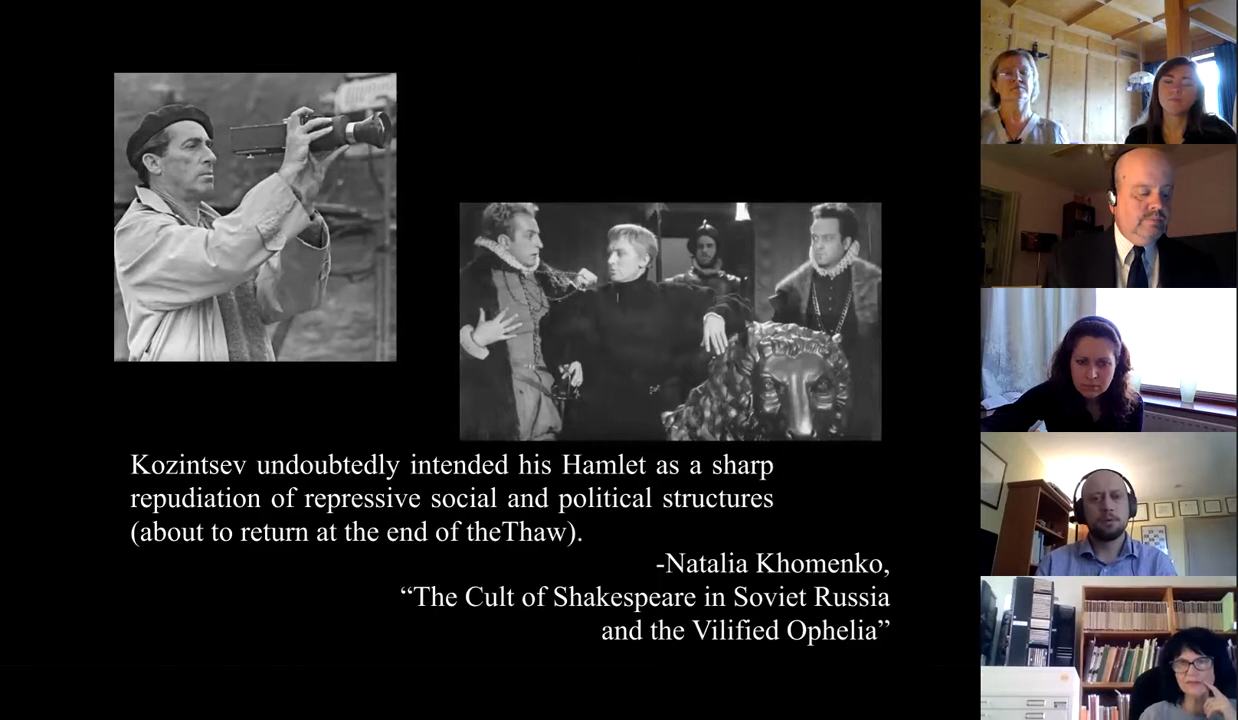 Kozintsev undoubtedly intended his Hamlet as a sharp
repudiation of repressive social and political structures
(about to return at the end of theThaw).
-Natalia Khomenko,
“The Cult of Shakespeare in Soviet Russia
and the Vilified Ophelia”